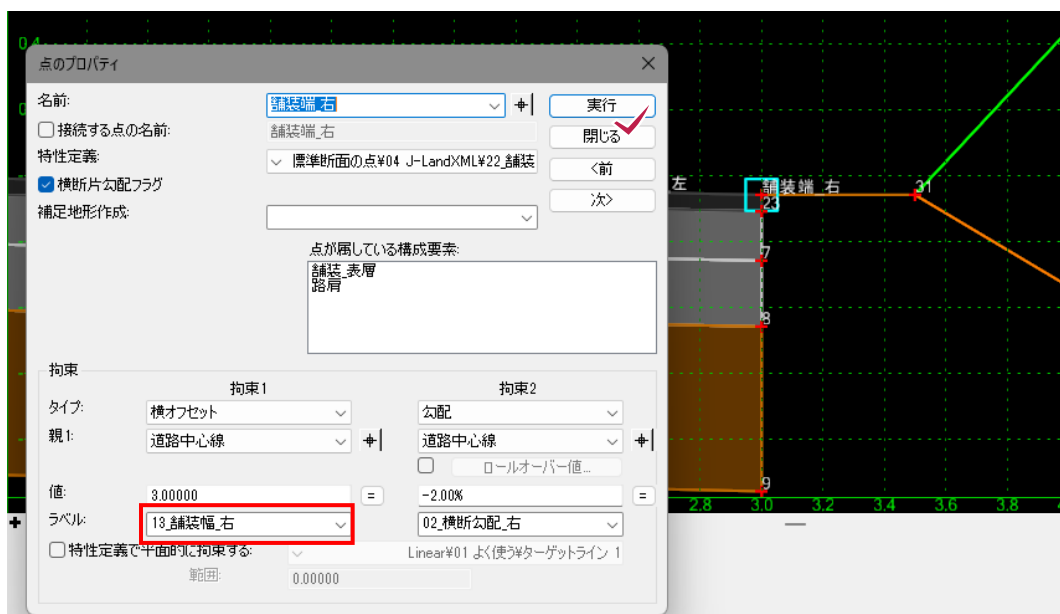 点のプロパティ
名前:
舗装端_右
実行
接続する点の名前:
舗装端_右
閉じる
特性定義:
標準断面の点¥04 J-LandXML¥22_舗装
<前
横断片勾配フラグ
次>
補足地形作成:
点が属している構成要素:
舗装_表層
路肩
拘束
拘束1
拘束2
タイプ:
横オフセット
勾配
親1:
道路中心線
道路中心線
ロールオーバー値...
値:
3.00000
=
-2.00%
=
ラベル:
13_舗装幅_右
02_横断勾配_右
特性定義で平面的に拘束する:
Linear¥01 よく使う¥ターゲットライン 1
範囲:
0.00000
0.4
左
舗装端_右
31
23
7
8
9
2.8
3.0
3.2
3.4
3.6
3.8